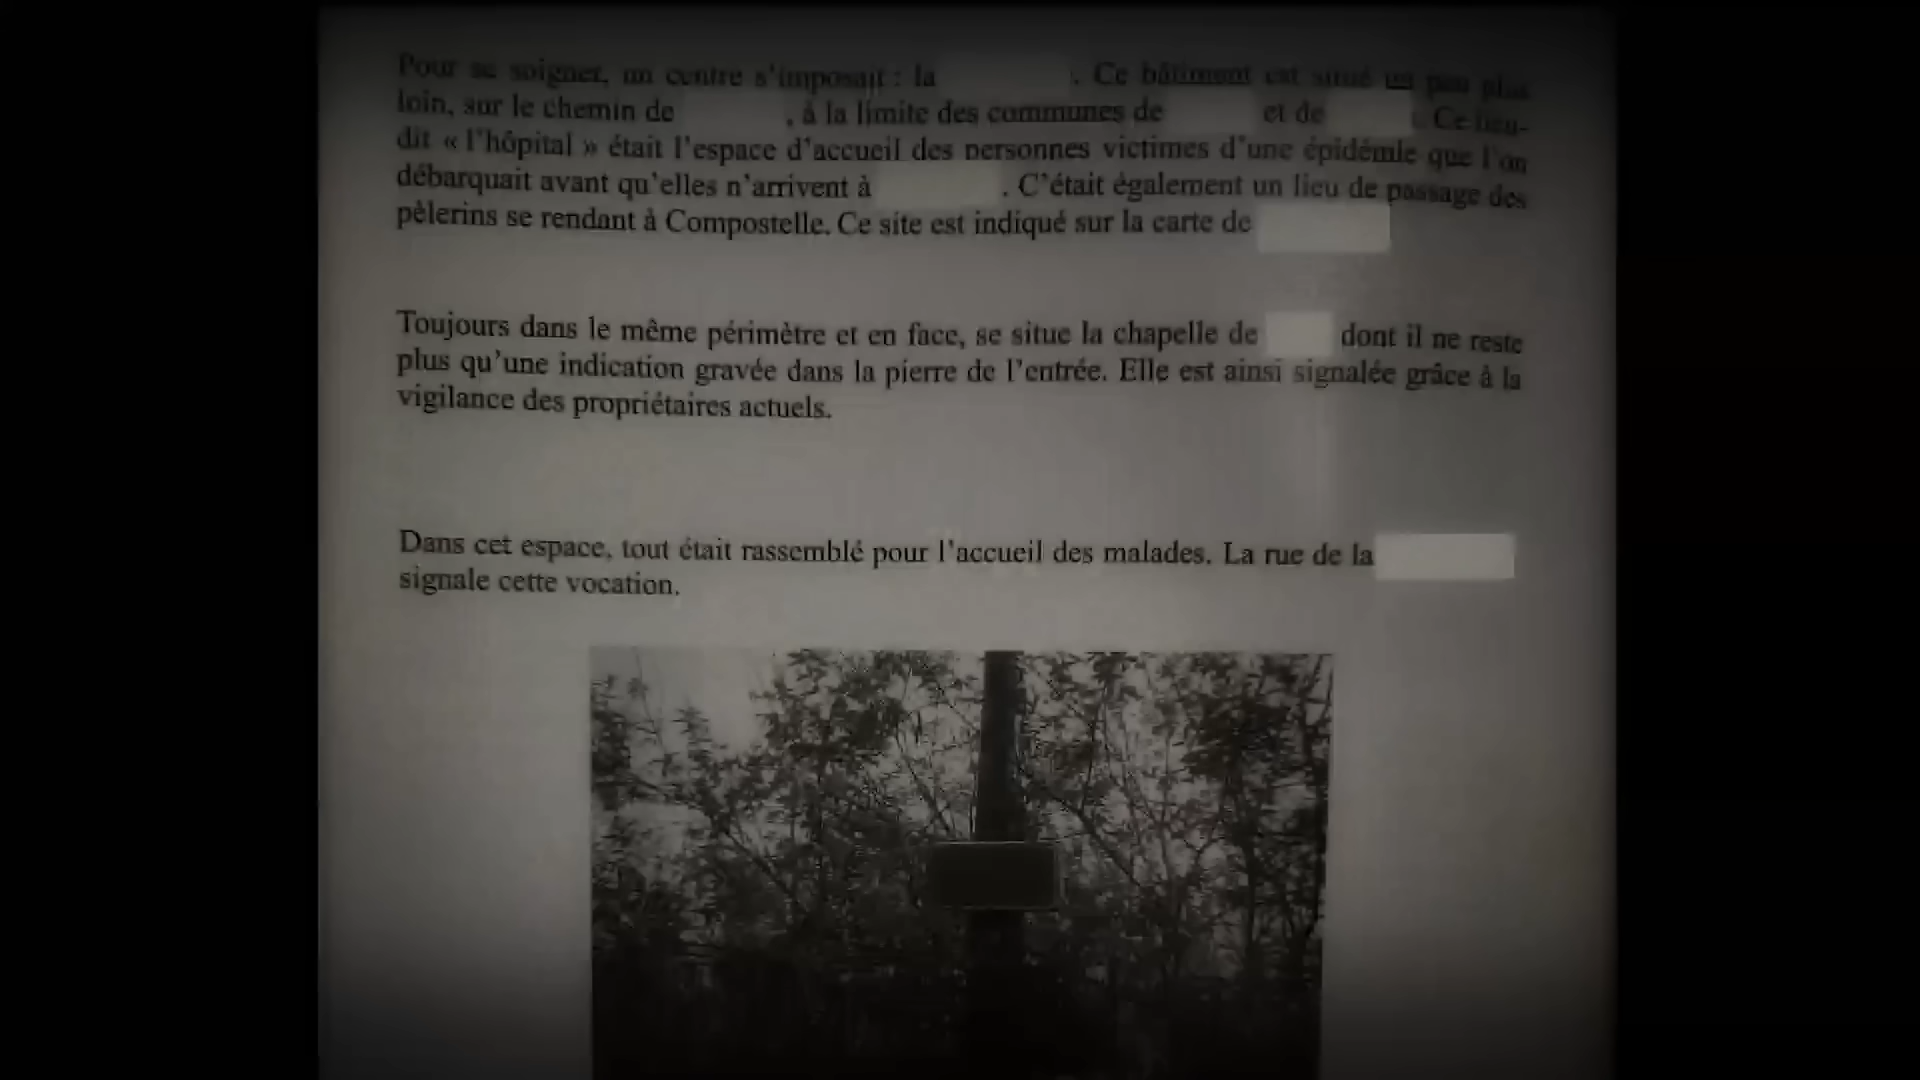 Pour se soigner, un centre s'imposait : la . Ce bâtiment est situé un peu plus
loin, sur le chemin de , à la limite des communes de et de . Ce lieu-
dit « l'hôpital » était l'espace d'accueil des personnes victimes d'une épidémie que l'on
débarquait avant qu'elles n'arrivent à . C'était également un lieu de passage des
pèlerins se rendant à Compostelle. Ce site est indiqué sur la carte de
Toujours dans le même périmètre et en face, se situe la chapelle de dont il ne reste
plus qu'une indication gravée dans la pierre de l'entrée. Elle est ainsi signalée grâce à la
vigilance des propriétaires actuels.
Dans cet espace, tout était rassemblé pour l'accueil des malades. La rue de la
signale cette vocation.